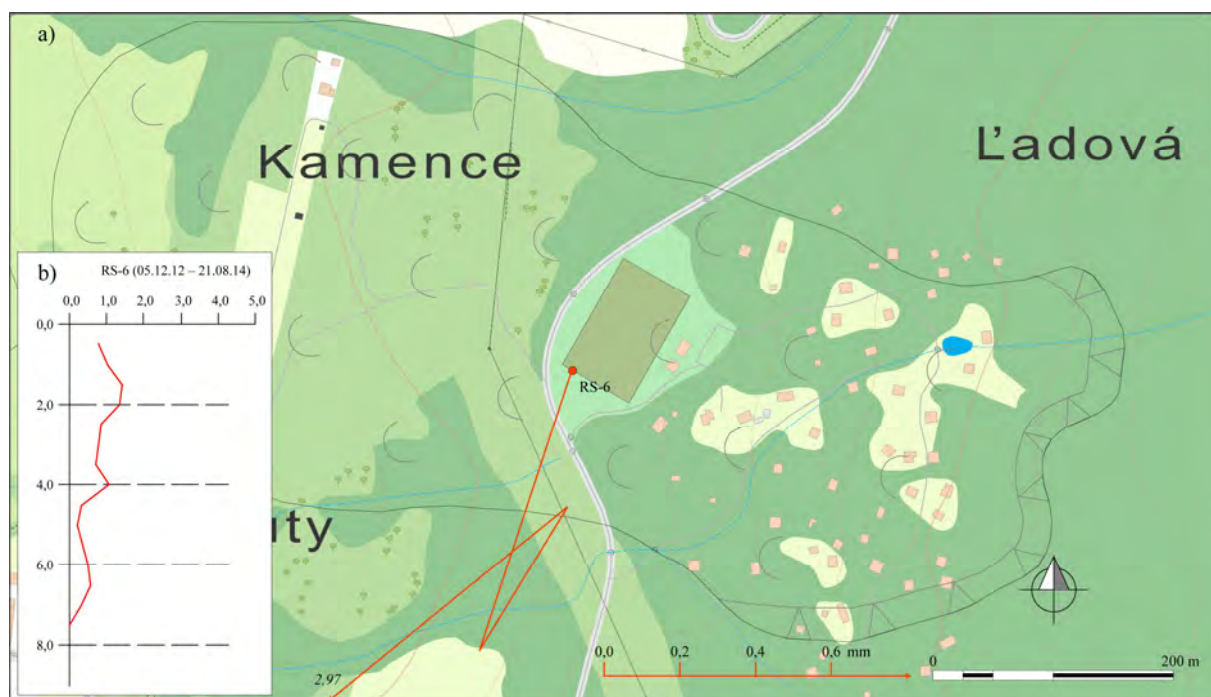 a)
Kamence
Ľadová
b)
RS-6 (05.12.12 – 21.08.14)
0,0 1,0 2,0 3,0 4,0 5,0
0,0
2,0
4,0
6,0
8,0
RS-6
uty
2,97
0,0 0,2 0,4 0,6 mm
0 200 m